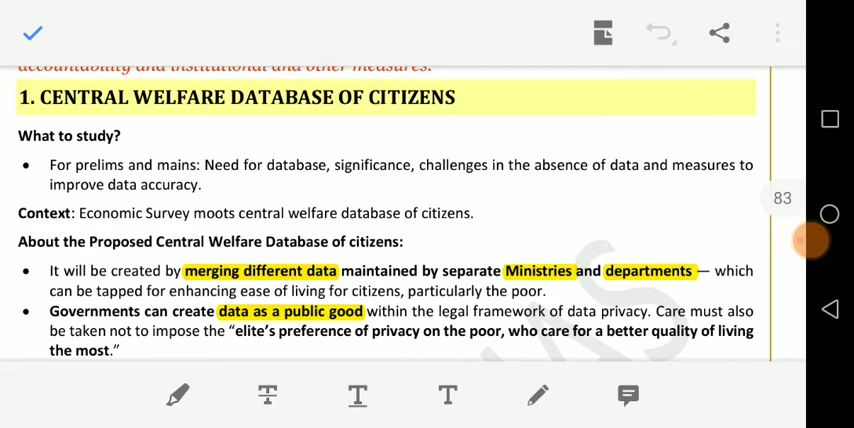 accountability and institutional and other measures.
1. CENTRAL WELFARE DATABASE OF CITIZENS
What to study?
• For prelims and mains: Need for database, significance, challenges in the absence of data and measures to
improve data accuracy.
83
Context: Economic Survey moots central welfare database of citizens.
About the Proposed Central Welfare Database of citizens:
• It will be created by merging different data maintained by separate Ministries and departments— which
can be tapped for enhancing ease of living for citizens, particularly the poor.
• Governments can create data as a public good within the legal framework of data privacy. Care must also
be taken not to impose the “elite’s preference of privacy on the poor, who care for a better quality of living
the most.”
T
T
T